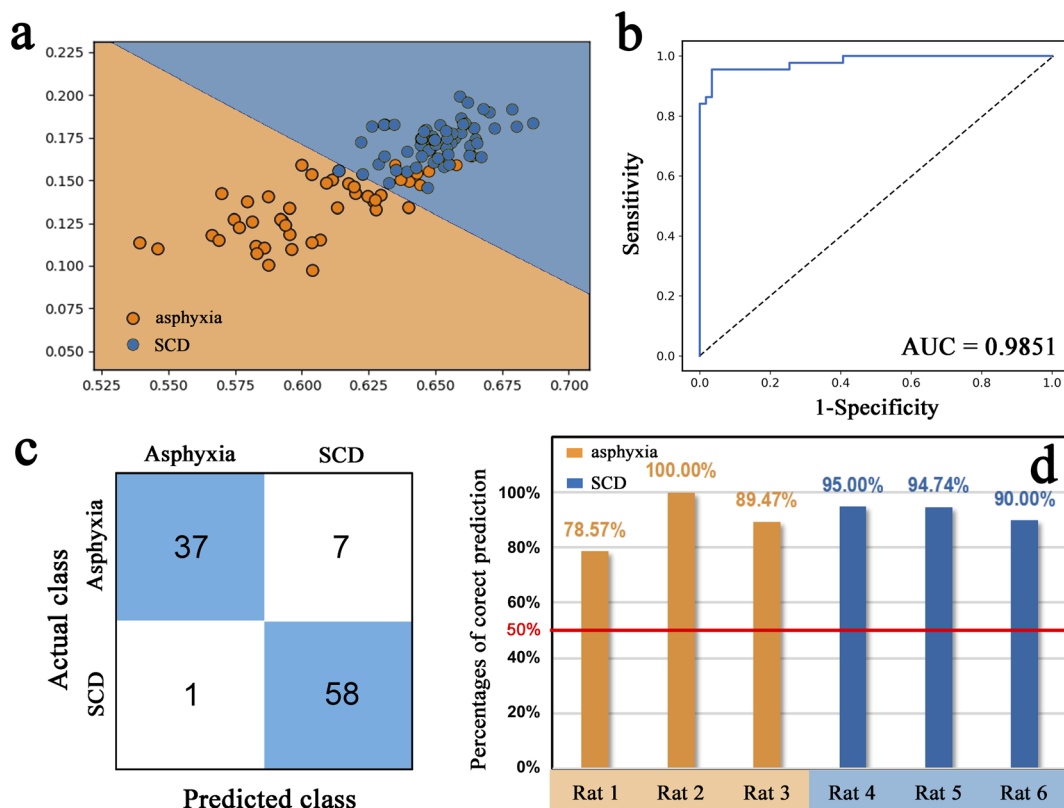 a
0.225
0.200
0.175
0.150
0.125
0.100
0.075
0.050
asphyxia
SCD
0.525 0.550 0.575 0.600 0.625 0.650 0.675 0.700
b
1.0
0.8
0.6
0.4
0.2
0.0
Sensitivity
AUC = 0.9851
0.0 0.2 0.4 0.6 0.8 1.0
1-Specificity
c
Asphyxia SCD
Actual class
Asphyxia
37 7
SCD
1 58
Predicted class
d
asphyxia
SCD
Percentages of corect prediction
100%
80%
60%
50%
40%
20%
0%
78.57%
100.00%
89.47%
95.00%
94.74%
90.00%
Rat 1 Rat 2 Rat 3 Rat 4 Rat 5 Rat 6